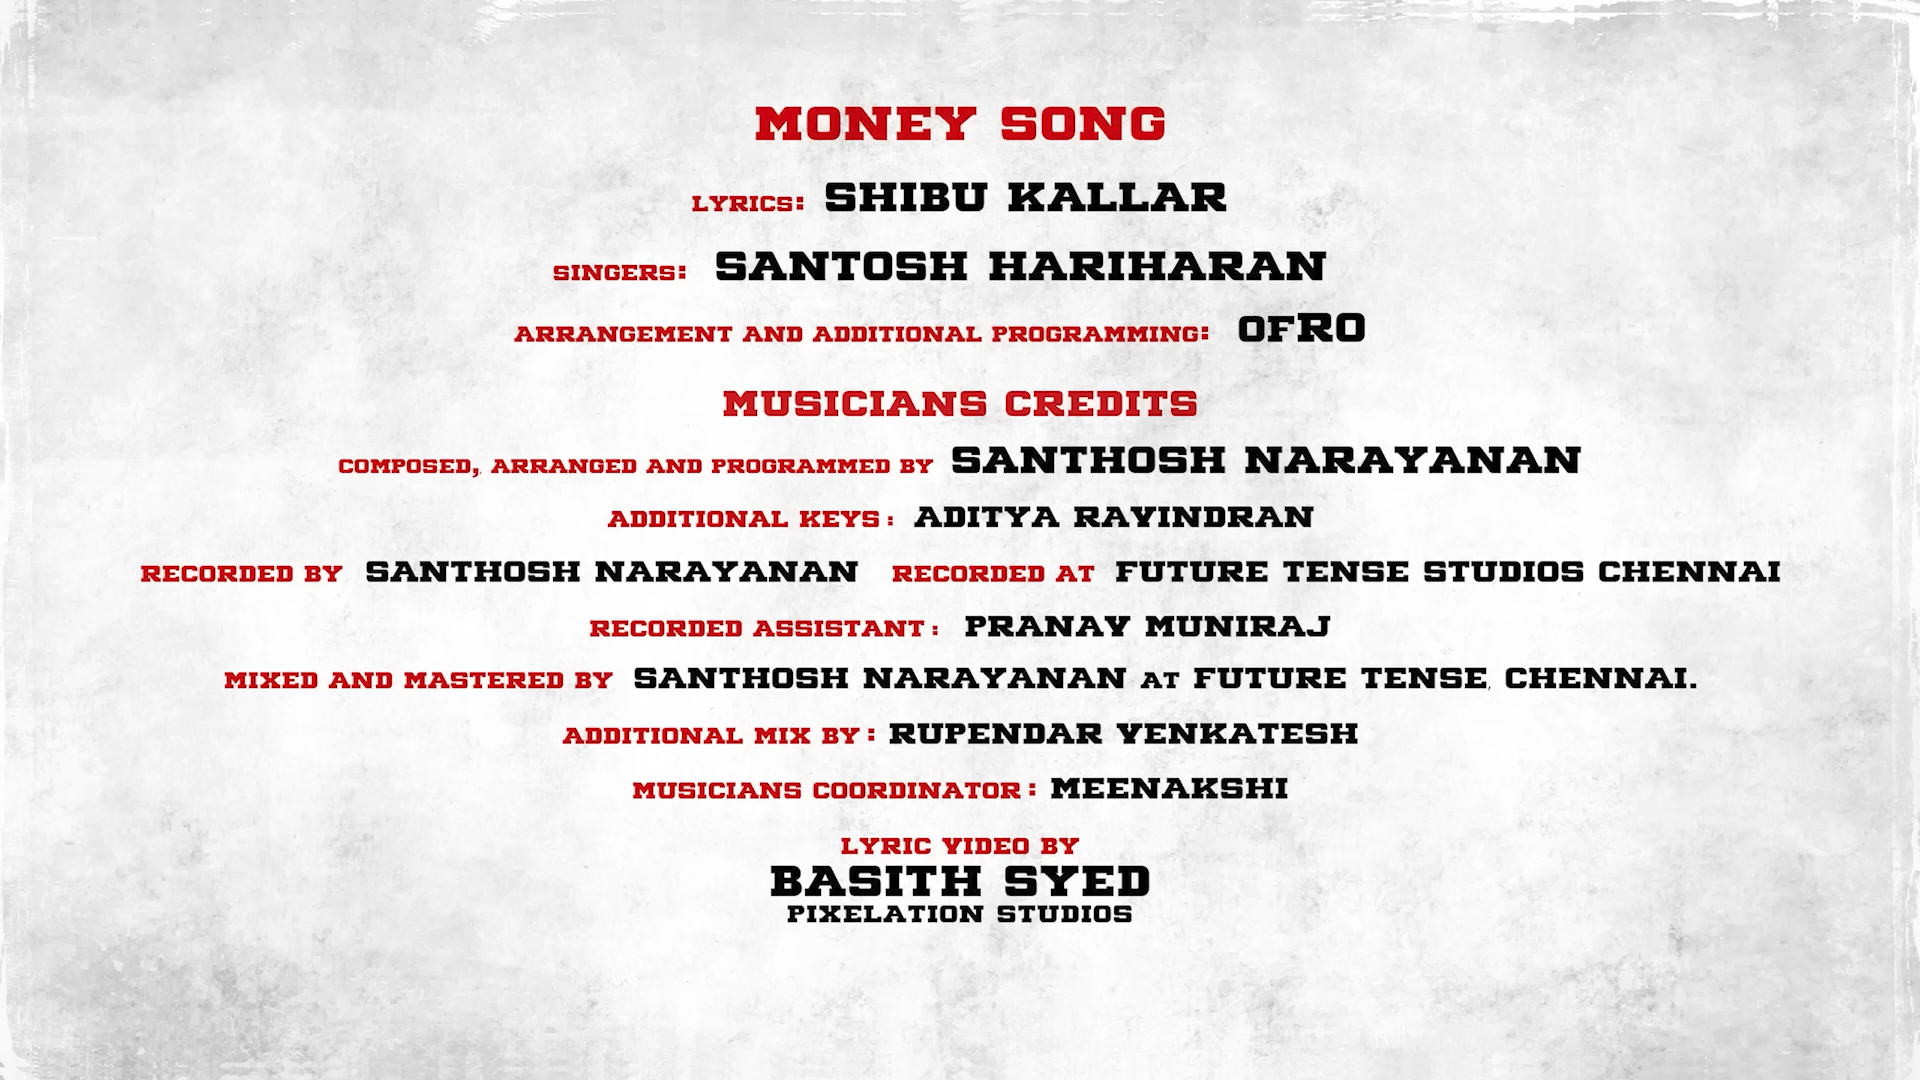 MONEY SONG
LYRICS: SHIBU KALLAR
SINGERS: SANTOSH HARIHARAN
ARRANGEMENT AND ADDITIONAL PROGRAMMING: OFRO
MUSICIANS CREDITS
COMPOSED, ARRANGED AND PROGRAMMED BY SANTHOSH NARAYANAN
ADDITIONAL KEYS: ADITYA RAVINDRAN
RECORDED BY SANTHOSH NARAYANAN RECORDED AT FUTURE TENSE STUDIOS CHENNAI
RECORDED ASSISTANT: PRANAV MUNIRAJ
MIXED AND MASTERED BY SANTHOSH NARAYANAN AT FUTURE TENSE, CHENNAI.
ADDITIONAL MIX BY: RUPENDAR VENKATESH
MUSICIANS COORDINATOR: MEENAKSHI
LYRIC VIDEO BY
BASITH SYED
PIXELATION STUDIOS